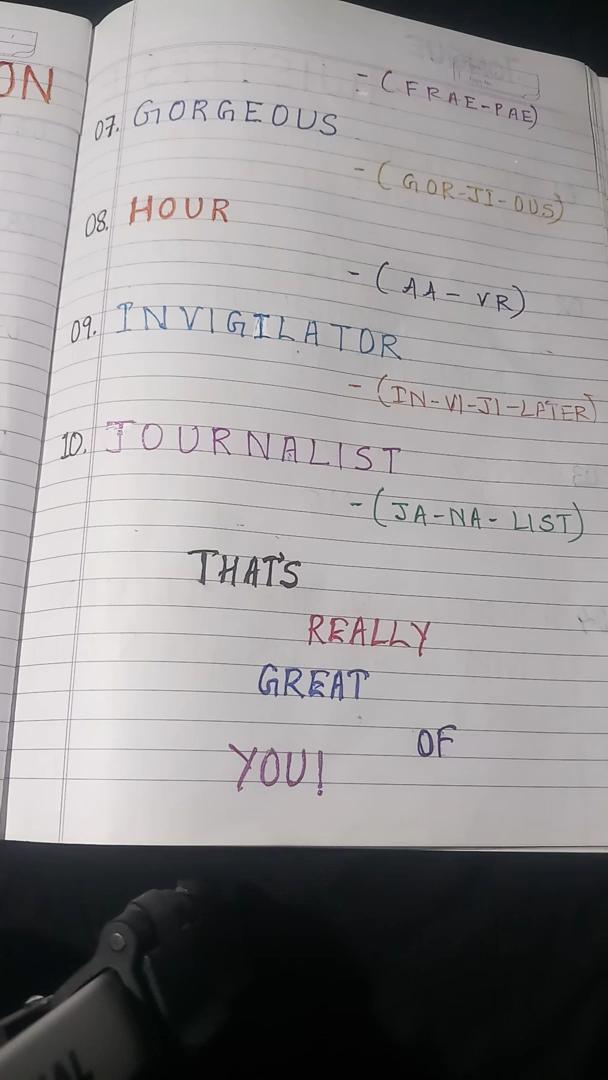 ON
- (FRAE-PAE)
07. GORGEOUS
- (GOR-JI-OUS)
08. HOUR
- (AA-VR)
09. INVIGILATOR
- (IN-VI-JI-LATER)
10. JOURNALIST
- (JA-NA-LIST)
THAT'S
REALLY
GREAT
OF
YOU!